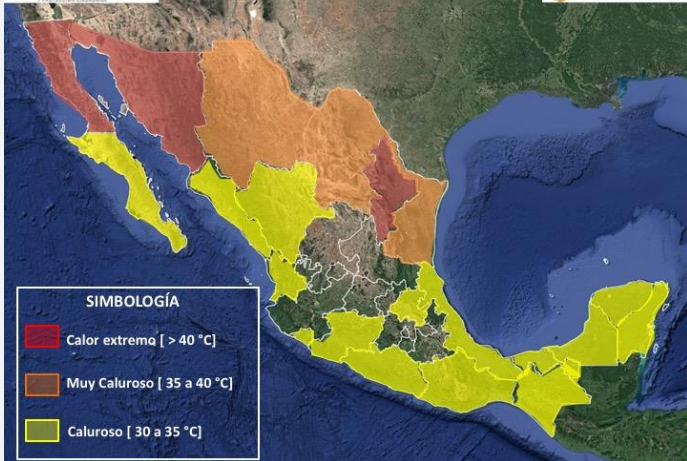 SIMBOLOGÍA
Calor extremo [ > 40 °C]
Muy Caluroso [ 35 a 40 °C]
Caluroso [ 30 a 35 °C]